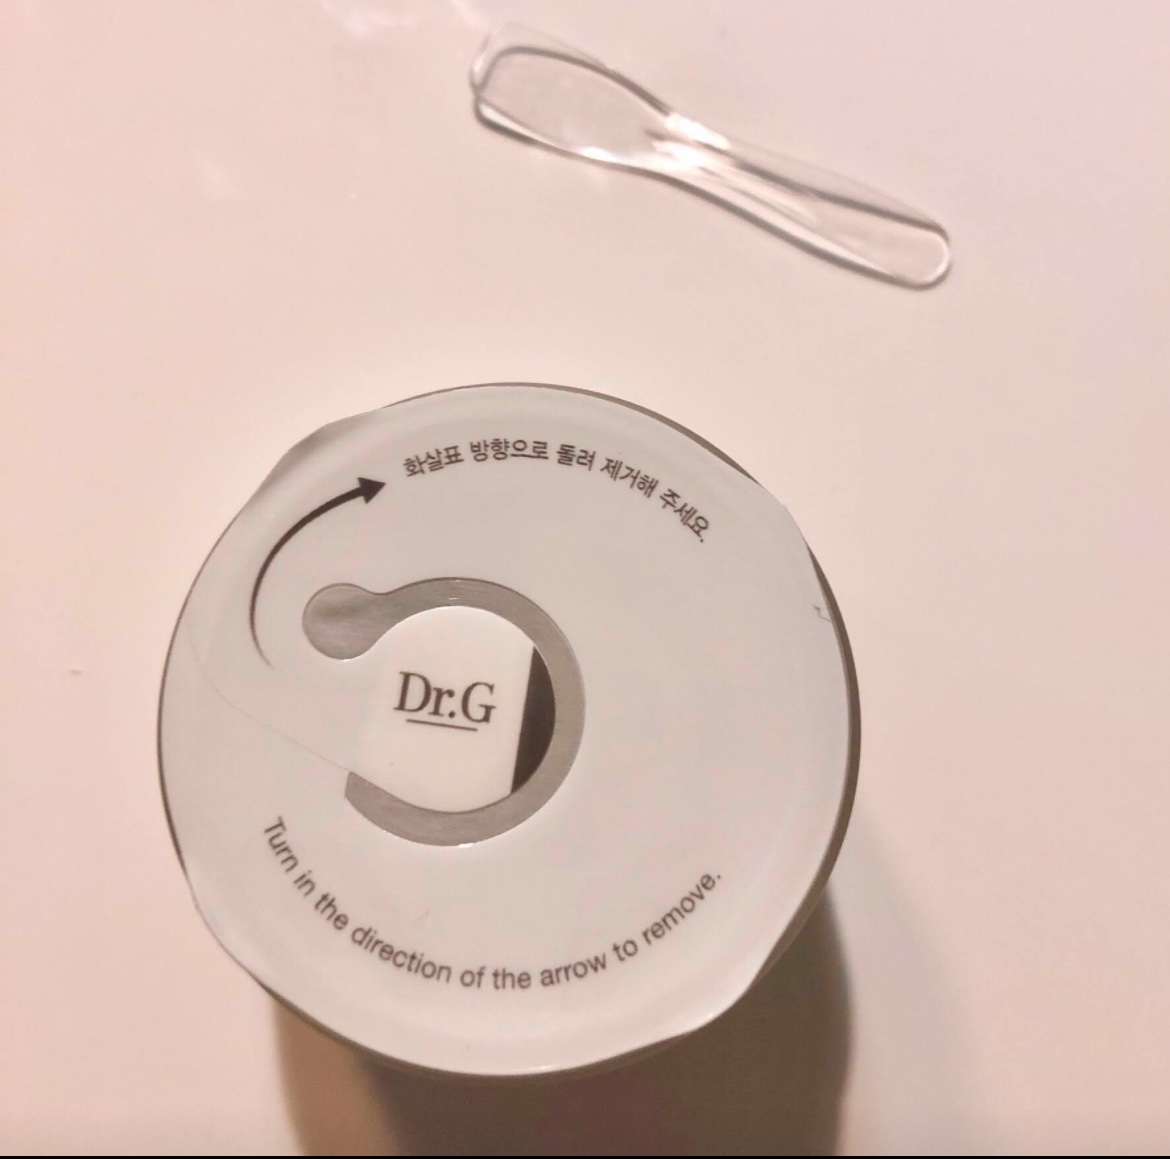 화살표 방향으로 돌려 제거해 주세요.
Dr.G
Turn in the direction of the arrow to remove.